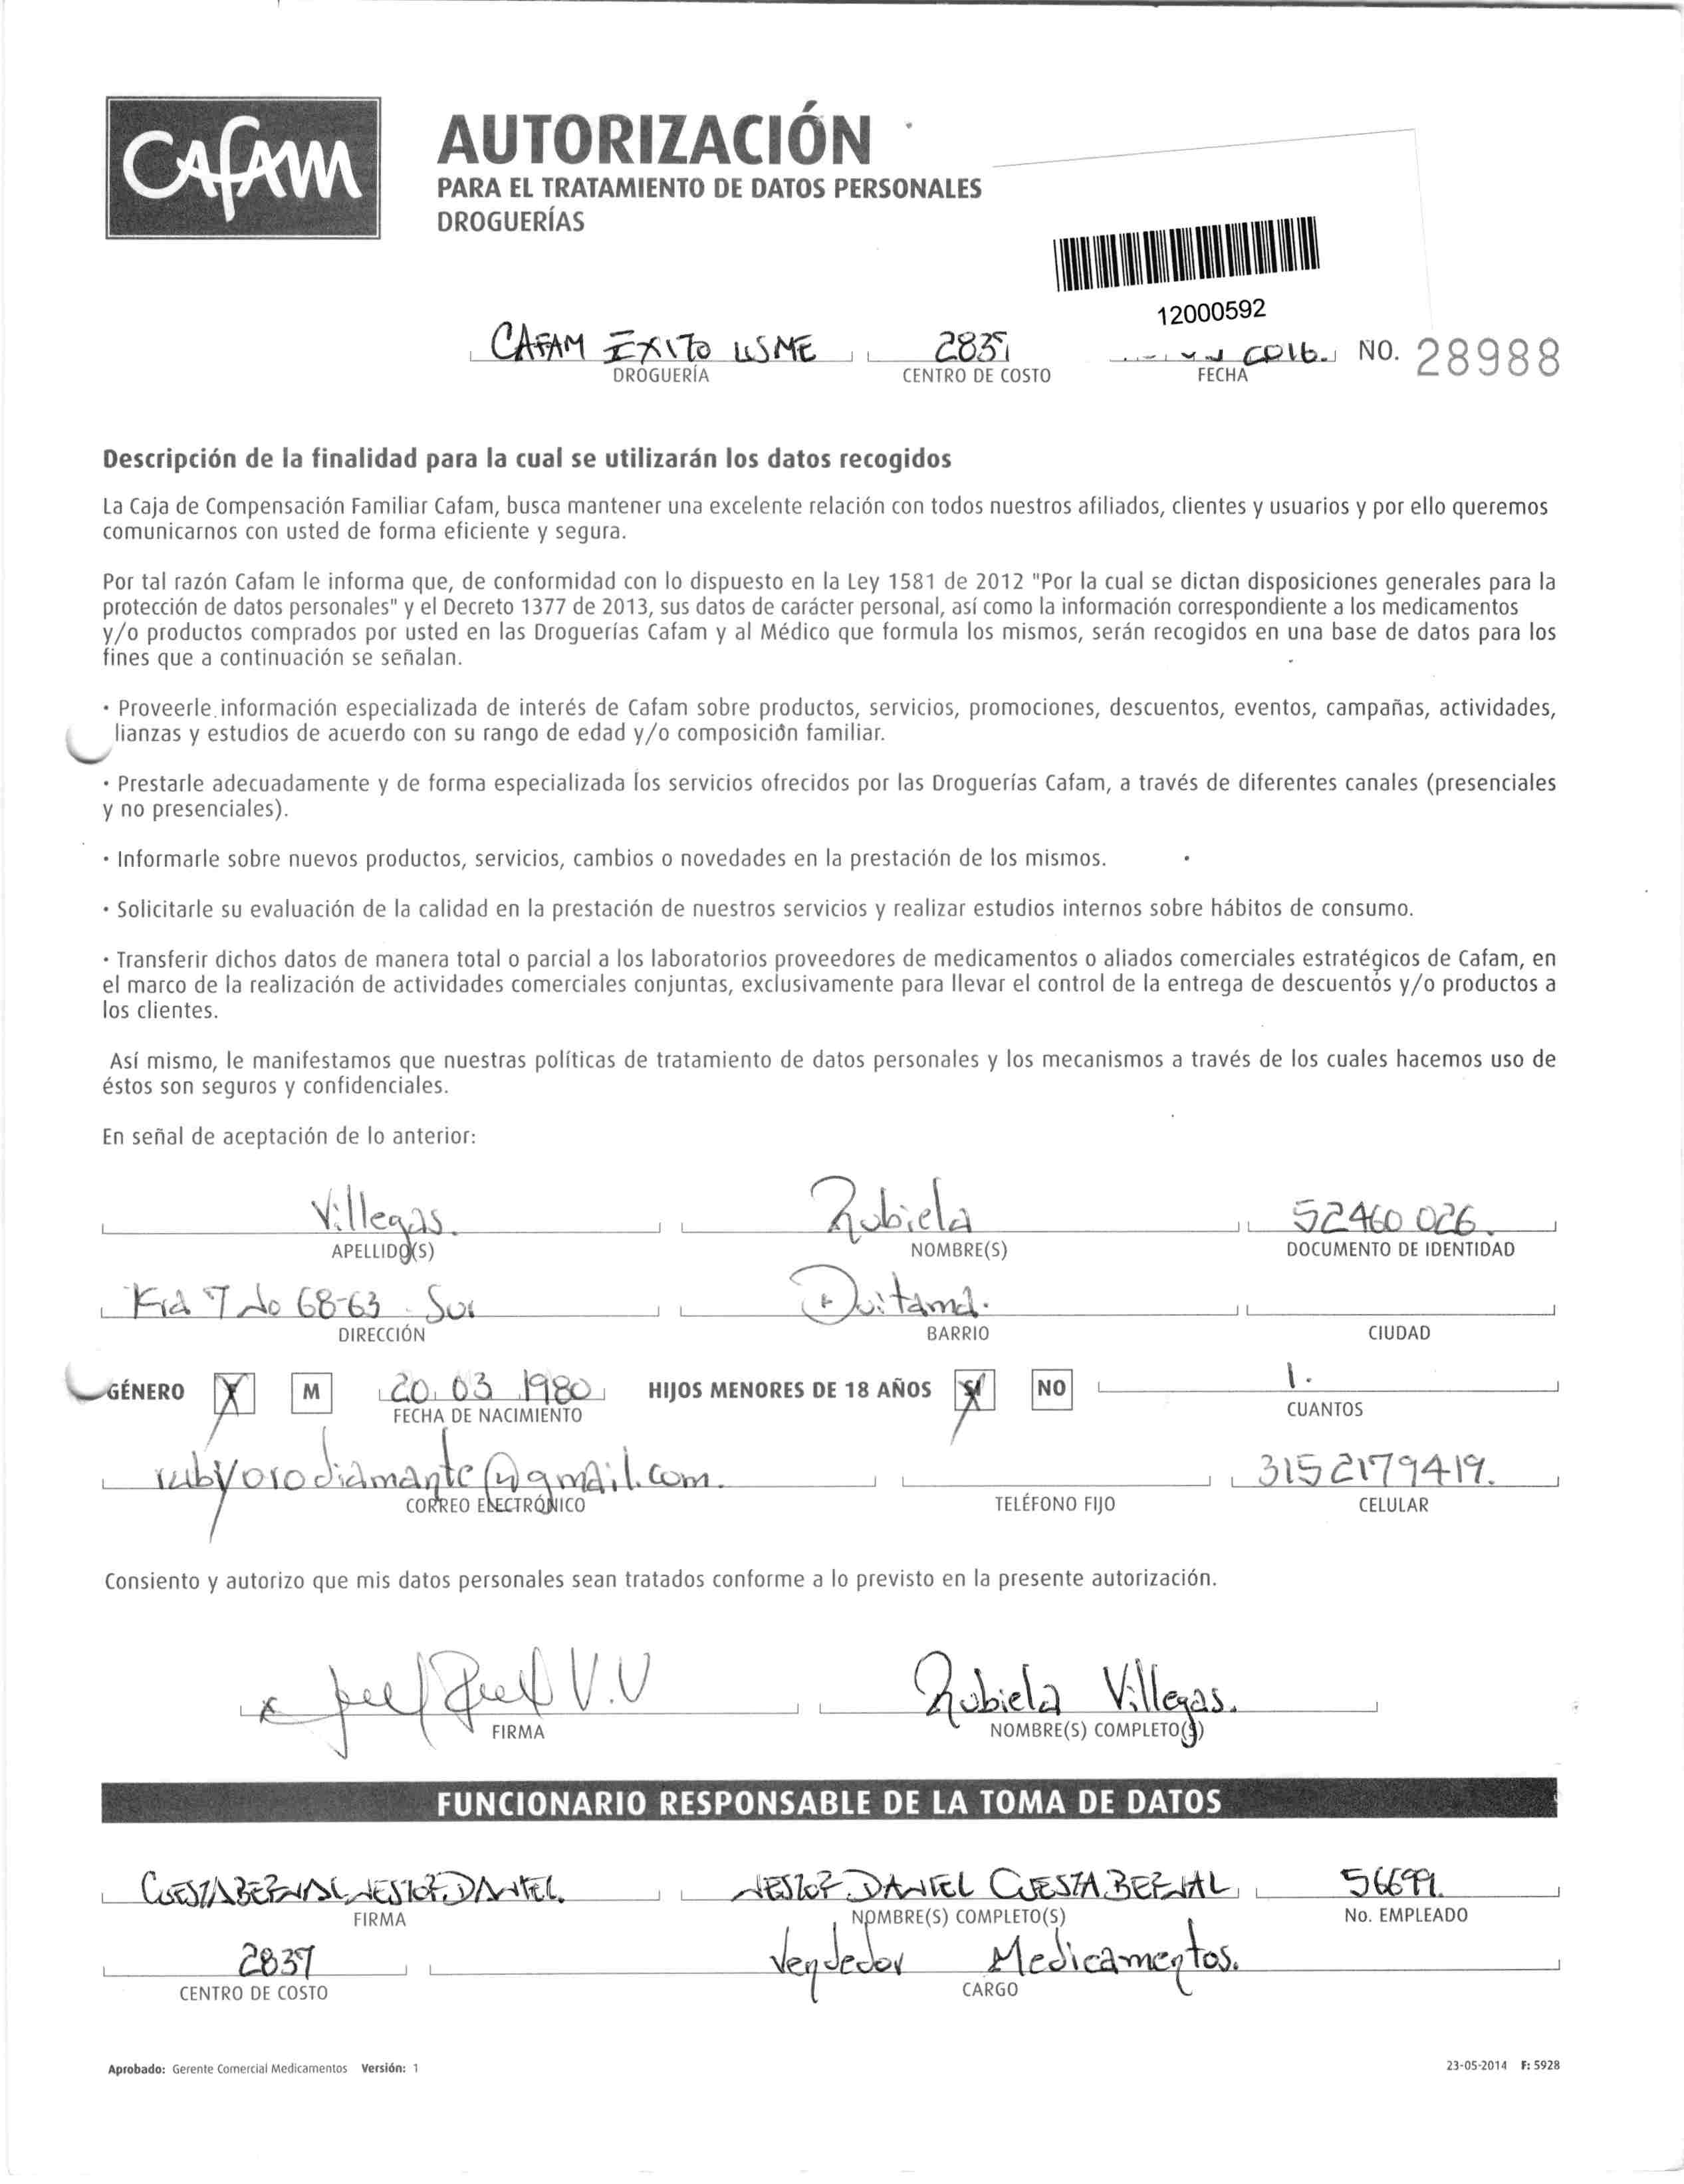 CAFAM
AUTORIZACIÓN
PARA EL TRATAMIENTO DE DATOS PERSONALES
DROGUERÍAS
12000592
CAFAM EXITO USME 2837 2016. NO. 28988
DROGUERÍA CENTRO DE COSTO FECHA
Descripción de la finalidad para la cual se utilizarán los datos recogidos
La Caja de Compensación Familiar Cafam, busca mantener una excelente relación con todos nuestros afiliados, clientes y usuarios y por ello queremos
comunicarnos con usted de forma eficiente y segura.
Por tal razón Cafam le informa que, de conformidad con lo dispuesto en la Ley 1581 de 2012 "Por la cual se dictan disposiciones generales para la
protección de datos personales" y el Decreto 1377 de 2013, sus datos de carácter personal, así como la información correspondiente a los medicamentos
y/o productos comprados por usted en las Droguerías Cafam y al Médico que formula los mismos, serán recogidos en una base de datos para los
fines que a continuación se señalan.
· Proveerle información especializada de interés de Cafam sobre productos, servicios, promociones, descuentos, eventos, campañas, actividades,
lianzas y estudios de acuerdo con su rango de edad y/o composición familiar.
· Prestarle adecuadamente y de forma especializada los servicios ofrecidos por las Droguerías Cafam, a través de diferentes canales (presenciales
y no presenciales).
· Informarle sobre nuevos productos, servicios, cambios o novedades en la prestación de los mismos.
· Solicitarle su evaluación de la calidad en la prestación de nuestros servicios y realizar estudios internos sobre hábitos de consumo.
· Transferir dichos datos de manera total o parcial a los laboratorios proveedores de medicamentos o aliados comerciales estratégicos de Cafam, en
el marco de la realización de actividades comerciales conjuntas, exclusivamente para llevar el control de la entrega de descuentos y/o productos a
los clientes.
Así mismo, le manifestamos que nuestras políticas de tratamiento de datos personales y los mecanismos a través de los cuales hacemos uso de
éstos son seguros y confidenciales.
En señal de aceptación de lo anterior:
Villegas. Rubiela 52460 026.
APELLIDO(S) NOMBRE(S) DOCUMENTO DE IDENTIDAD
Kra 7 No 68-63 Sur Duitama.
DIRECCIÓN BARRIO CIUDAD
GÉNERO X M 20 03 1980 HIJOS MENORES DE 18 AÑOS SI NO 1.
FECHA DE NACIMIENTO CUANTOS
rubyorodiamante@gmail.com. 3152179419.
CORREO ELECTRÓNICO TELÉFONO FIJO CELULAR
Consiento y autorizo que mis datos personales sean tratados conforme a lo previsto en la presente autorización.
V.V Rubiela Villegas.
FIRMA NOMBRE(S) COMPLETO(S)
FUNCIONARIO RESPONSABLE DE LA TOMA DE DATOS
CUESTA BERNAL NESTOR DANIEL. NESTOR DANIEL CUESTA BERNAL 56699.
FIRMA NOMBRE(S) COMPLETO(S) No. EMPLEADO
2837 Vendedor Medicamentos.
CENTRO DE COSTO CARGO
Aprobado: Gerente Comercial Medicamentos Versión: 1 23-05-2014 F: 5928